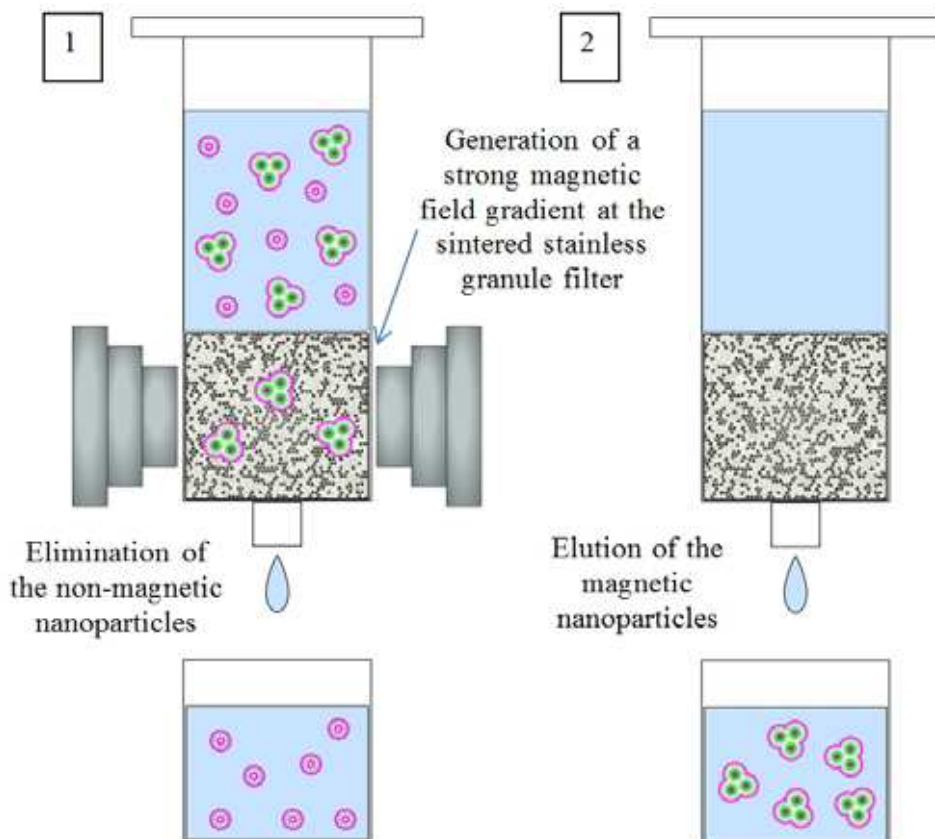 1
2
Generation of a
strong magnetic
field gradient at the
sintered stainless
granule filter
Elimination of
the non-magnetic
nanoparticles
Elution of the
magnetic
nanoparticles